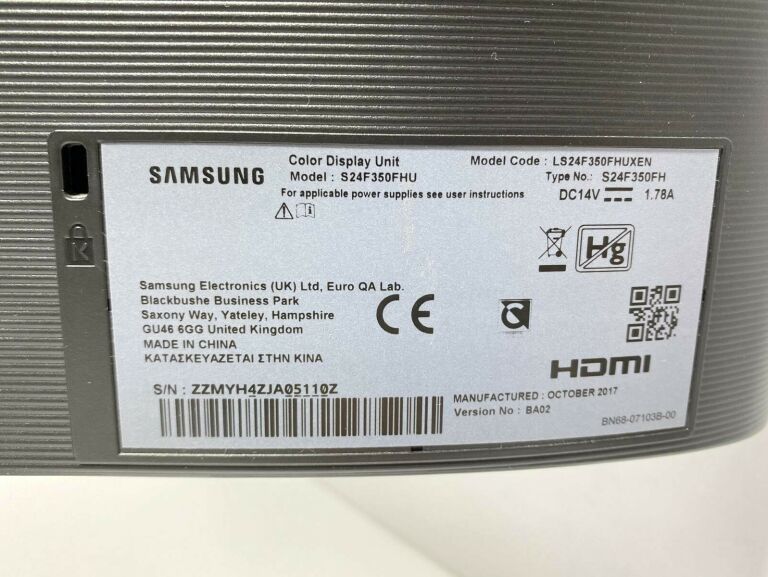 SAMSUNG
Color Display Unit
Model : S24F350FHU
For applicable power supplies see user instructions
Model Code : LS24F350FHUXEN
Type No.: S24F350FH
DC14V 1.78A
Hg
Samsung Electronics (UK) Ltd, Euro QA Lab.
Blackbushe Business Park
Saxony Way, Yateley, Hampshire
GU46 6GG United Kingdom
MADE IN CHINA
ΚΑΤΑΣΚΕΥΑΖΕΤΑΙ ΣΤΗΝ ΚΙΝΑ
CE
HDMI
S/N : ZZMYH4ZJA05110Z
MANUFACTURED : OCTOBER 2017
Version No : BA02
BN68-07103B-00